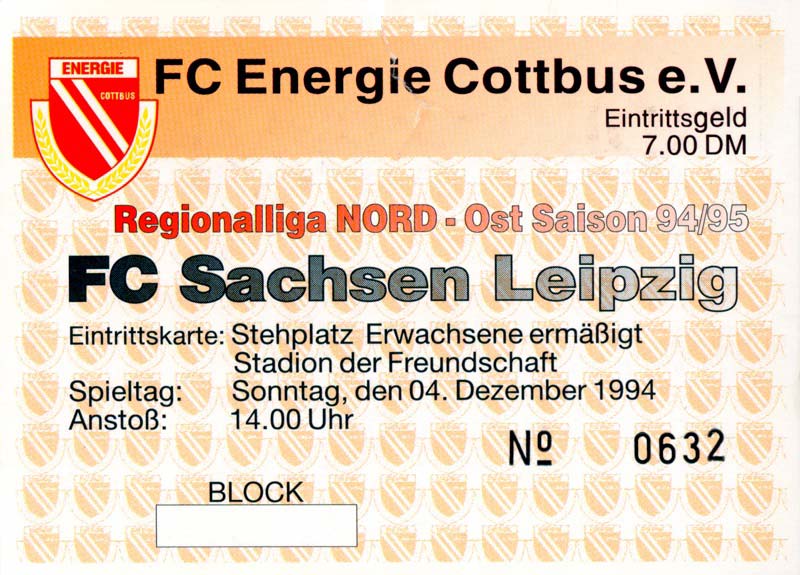 ENERGIE
COTTBUS
FC Energie Cottbus e.V.
Eintrittsgeld
7.00 DM
Regionalliga NORD - Ost Saison 94/95
FC Sachsen Leipzig
Eintrittskarte: Stehplatz Erwachsene ermäßigt
Stadion der Freundschaft
Spieltag: Sonntag, den 04. Dezember 1994
Anstoß: 14.00 Uhr
Nº 0632
BLOCK